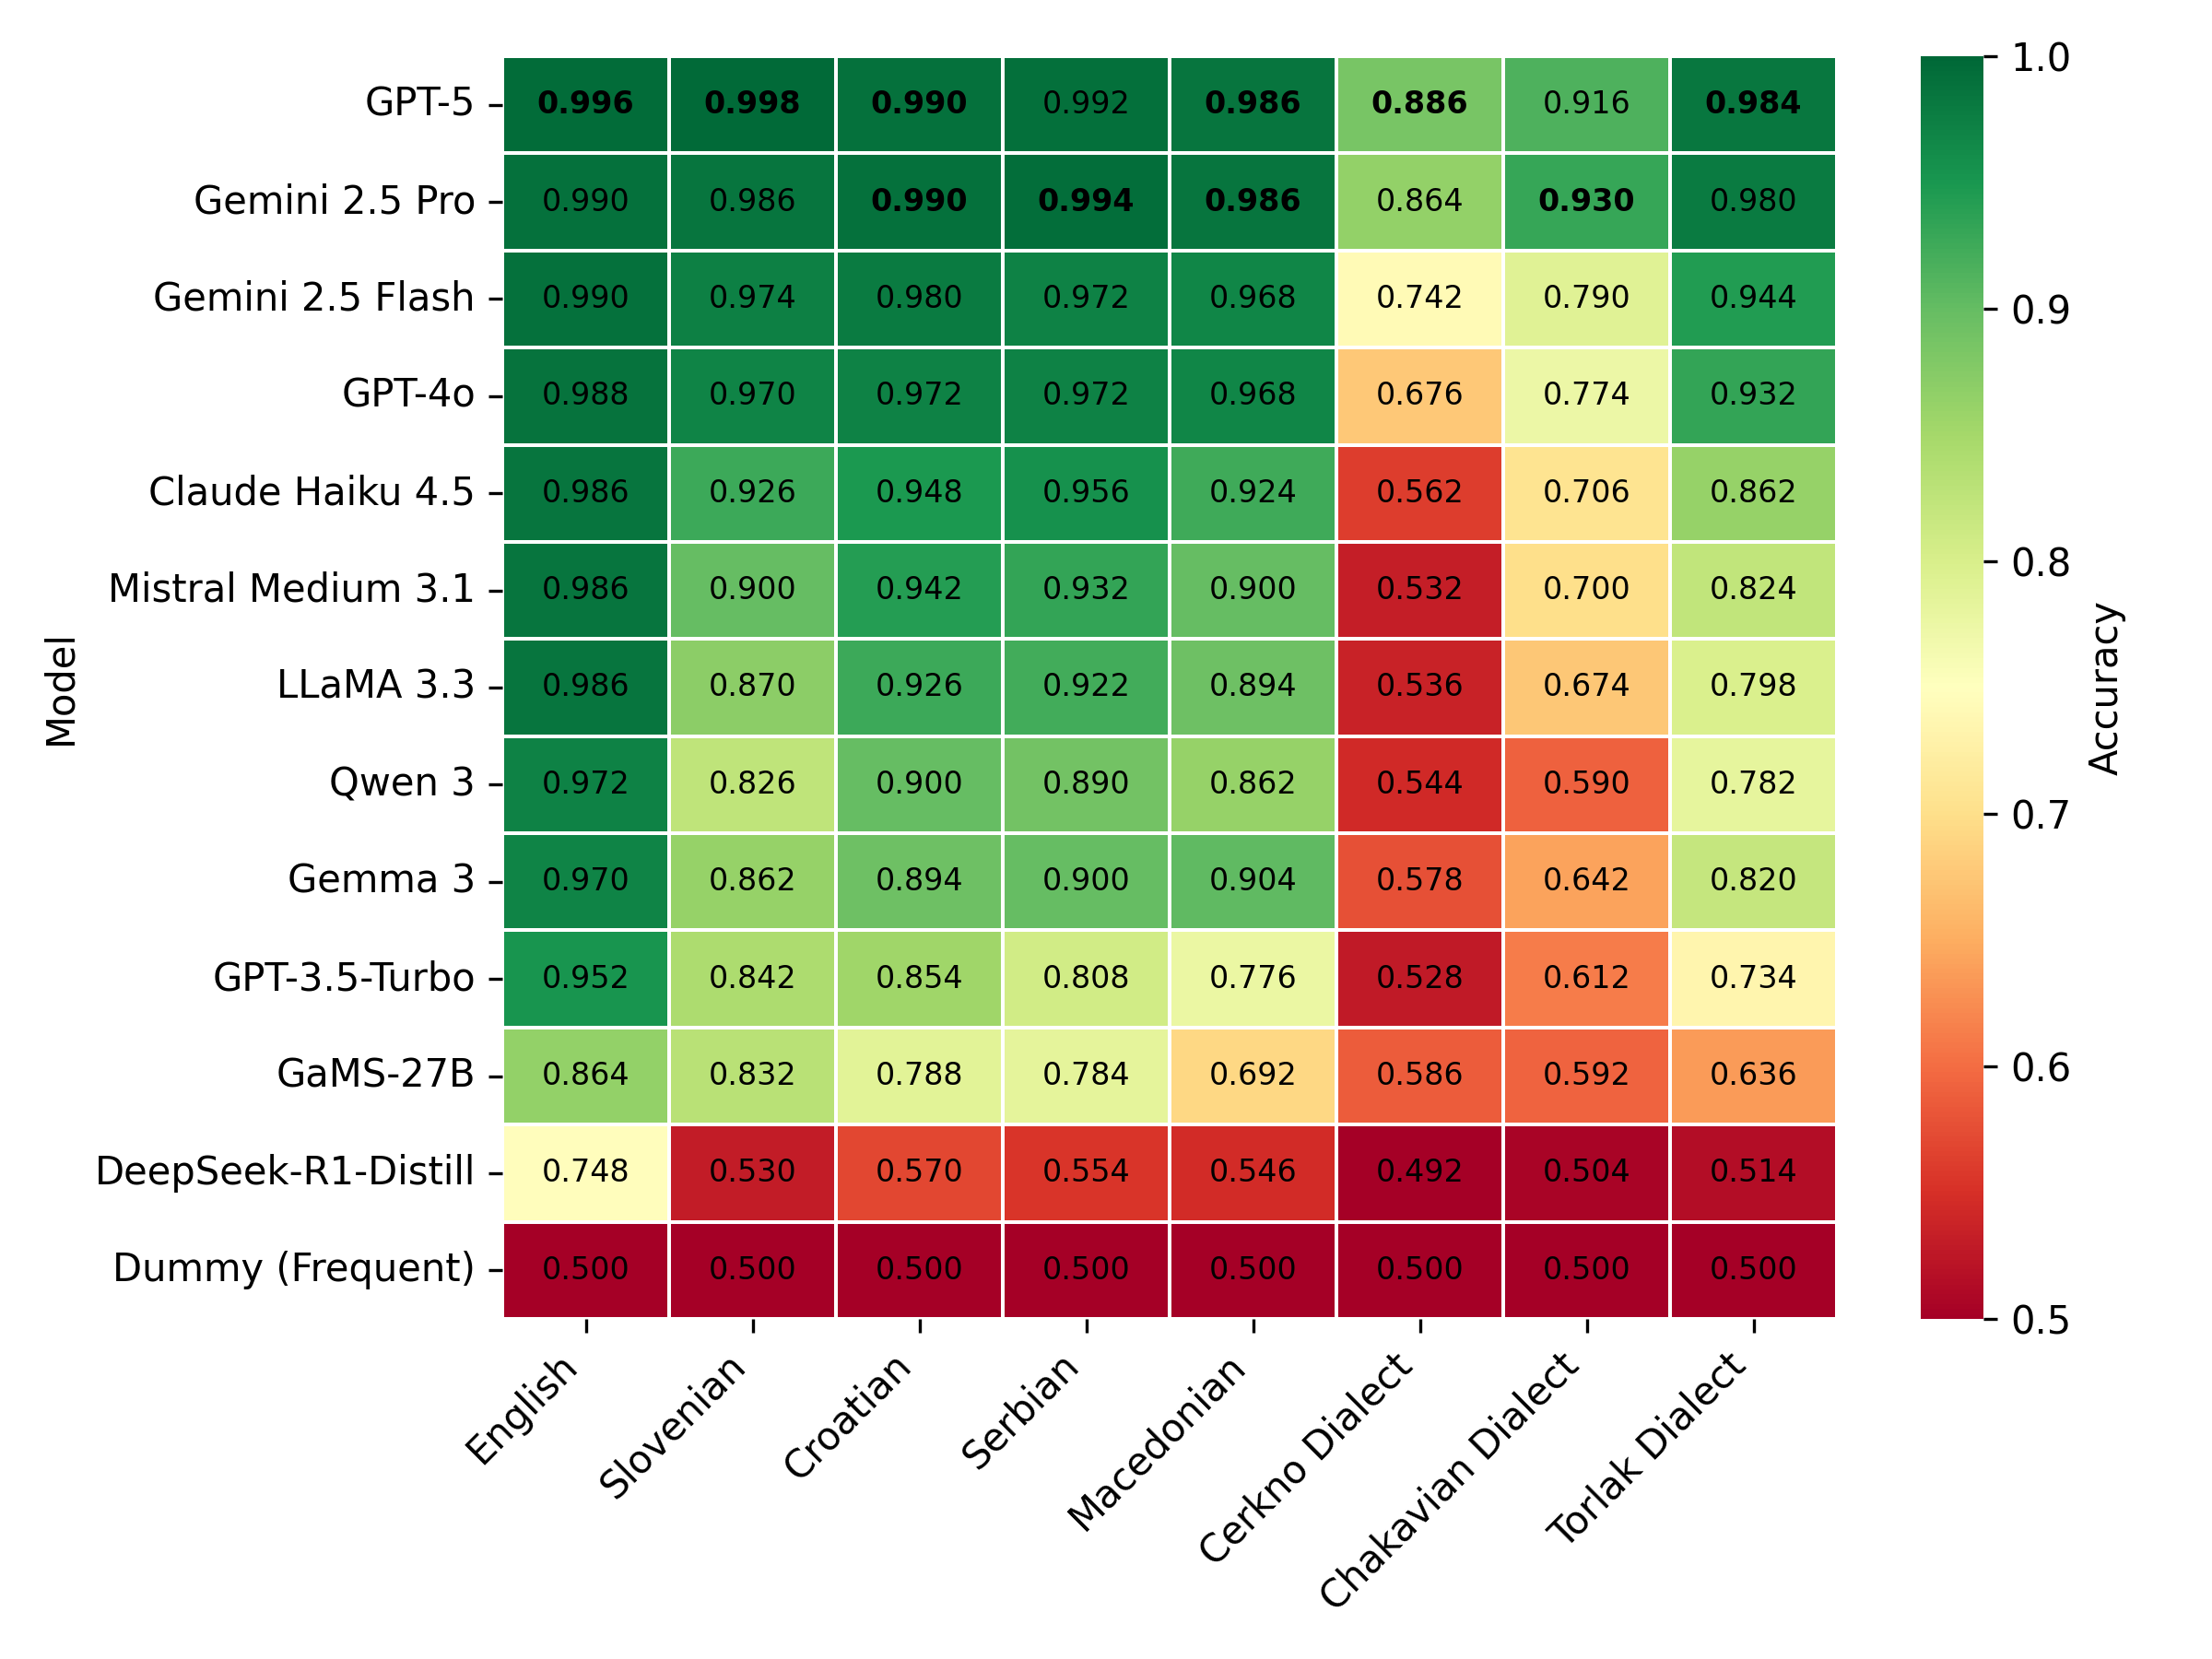 GPT-5 0.996 0.998 0.990 0.992 0.986 0.886 0.916 0.984
Gemini 2.5 Pro 0.990 0.986 0.990 0.994 0.986 0.864 0.930 0.980
Gemini 2.5 Flash 0.990 0.974 0.980 0.972 0.968 0.742 0.790 0.944
GPT-4o 0.988 0.970 0.972 0.972 0.968 0.676 0.774 0.932
Claude Haiku 4.5 0.986 0.926 0.948 0.956 0.924 0.562 0.706 0.862
Mistral Medium 3.1 0.986 0.900 0.942 0.932 0.900 0.532 0.700 0.824
LLaMA 3.3 0.986 0.870 0.926 0.922 0.894 0.536 0.674 0.798
Qwen 3 0.972 0.826 0.900 0.890 0.862 0.544 0.590 0.782
Gemma 3 0.970 0.862 0.894 0.900 0.904 0.578 0.642 0.820
GPT-3.5-Turbo 0.952 0.842 0.854 0.808 0.776 0.528 0.612 0.734
GaMS-27B 0.864 0.832 0.788 0.784 0.692 0.586 0.592 0.636
DeepSeek-R1-Distill 0.748 0.530 0.570 0.554 0.546 0.492 0.504 0.514
Dummy (Frequent) 0.500 0.500 0.500 0.500 0.500 0.500 0.500 0.500
Model
English
Slovenian
Croatian
Serbian
Macedonian
Cerkno Dialect
Chakavian Dialect
Torlak Dialect
1.0
0.9
0.8
0.7
0.6
0.5
Accuracy